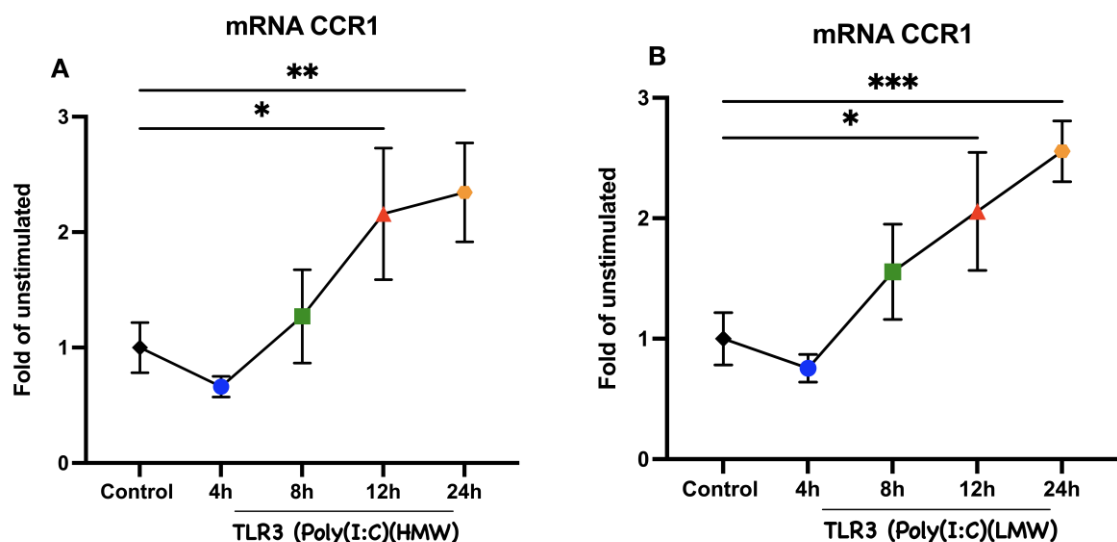 mRNA CCR1
A
**
*
3
2
1
0
Fold of unstimulated
Control 4h 8h 12h 24h
TLR3 (Poly(I:C)(HMW)
mRNA CCR1
B
***
*
3
2
1
0
Fold of unstimulated
Control 4h 8h 12h 24h
TLR3 (Poly(I:C)(LMW)